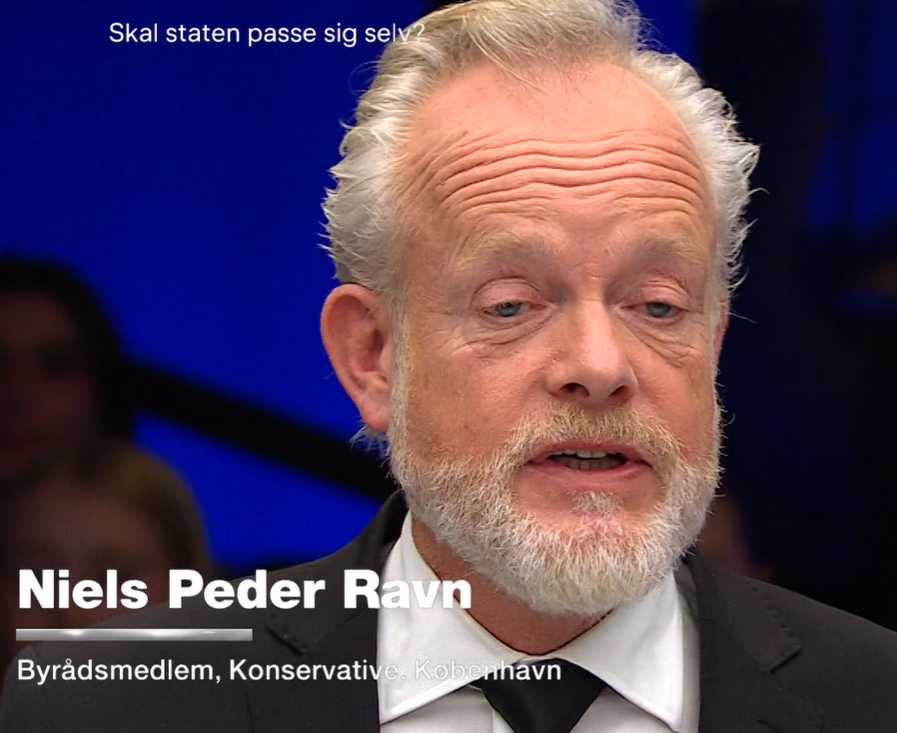 Skal staten passe sig selv?
Niels Peder Ravn
Byrådsmedlem, Konservative, København